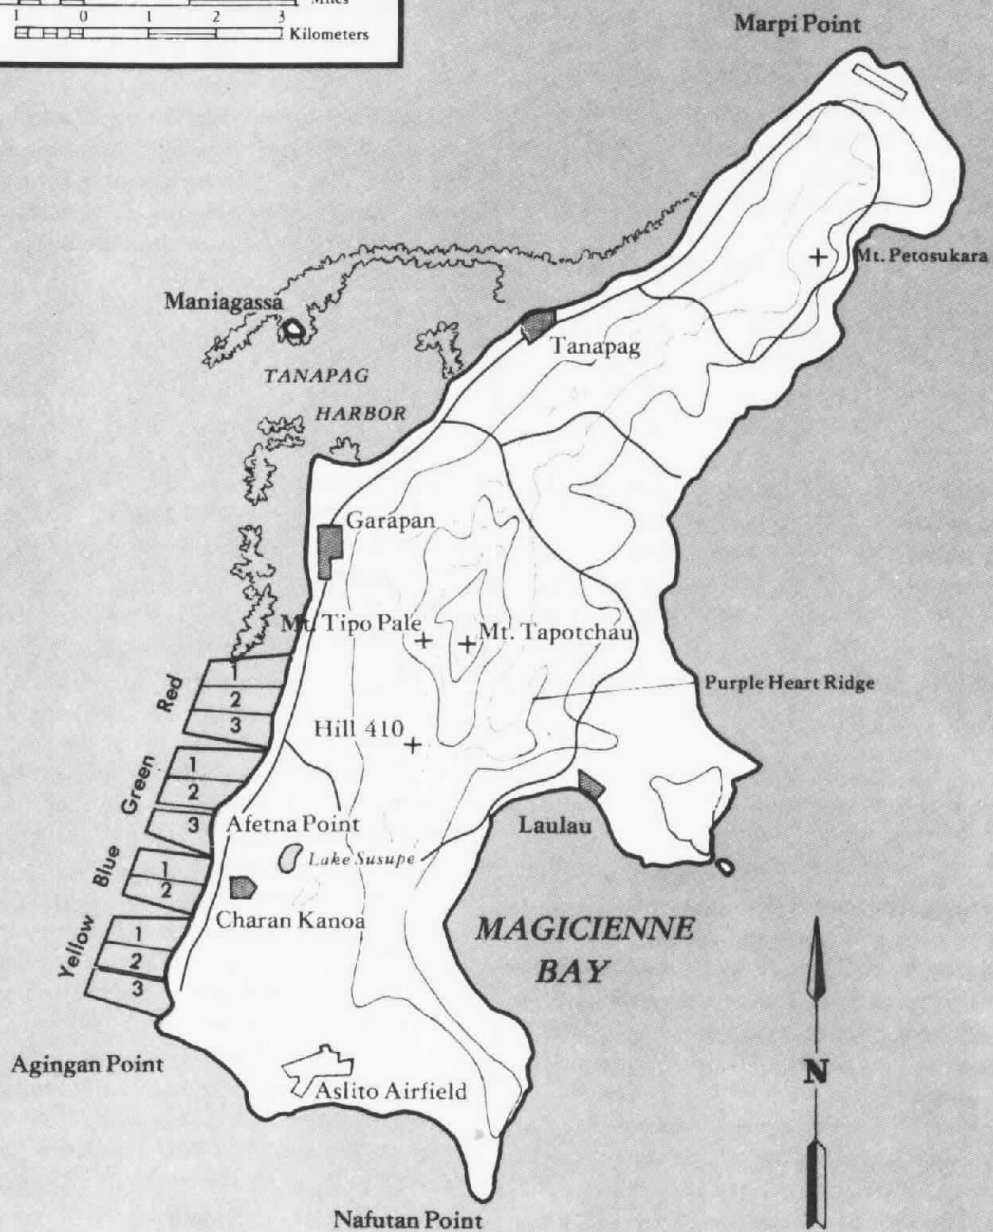 Miles
1 0 1 2 3
Kilometers
Marpi Point
Mt. Petosukara
Maniagassa
Tanapag
TANAPAG
HARBOR
Garapan
Mt. Tipo Pale
Mt. Tapotchau
Purple Heart Ridge
Red
1
2
3
Hill 410
Green
1
2
3
Afetna Point
Laulau
Lake Susupe
Blue
1
2
Charan Kanoa
MAGICIENNE
BAY
Yellow
1
2
3
Agingan Point
Aslito Airfield
N
Nafutan Point